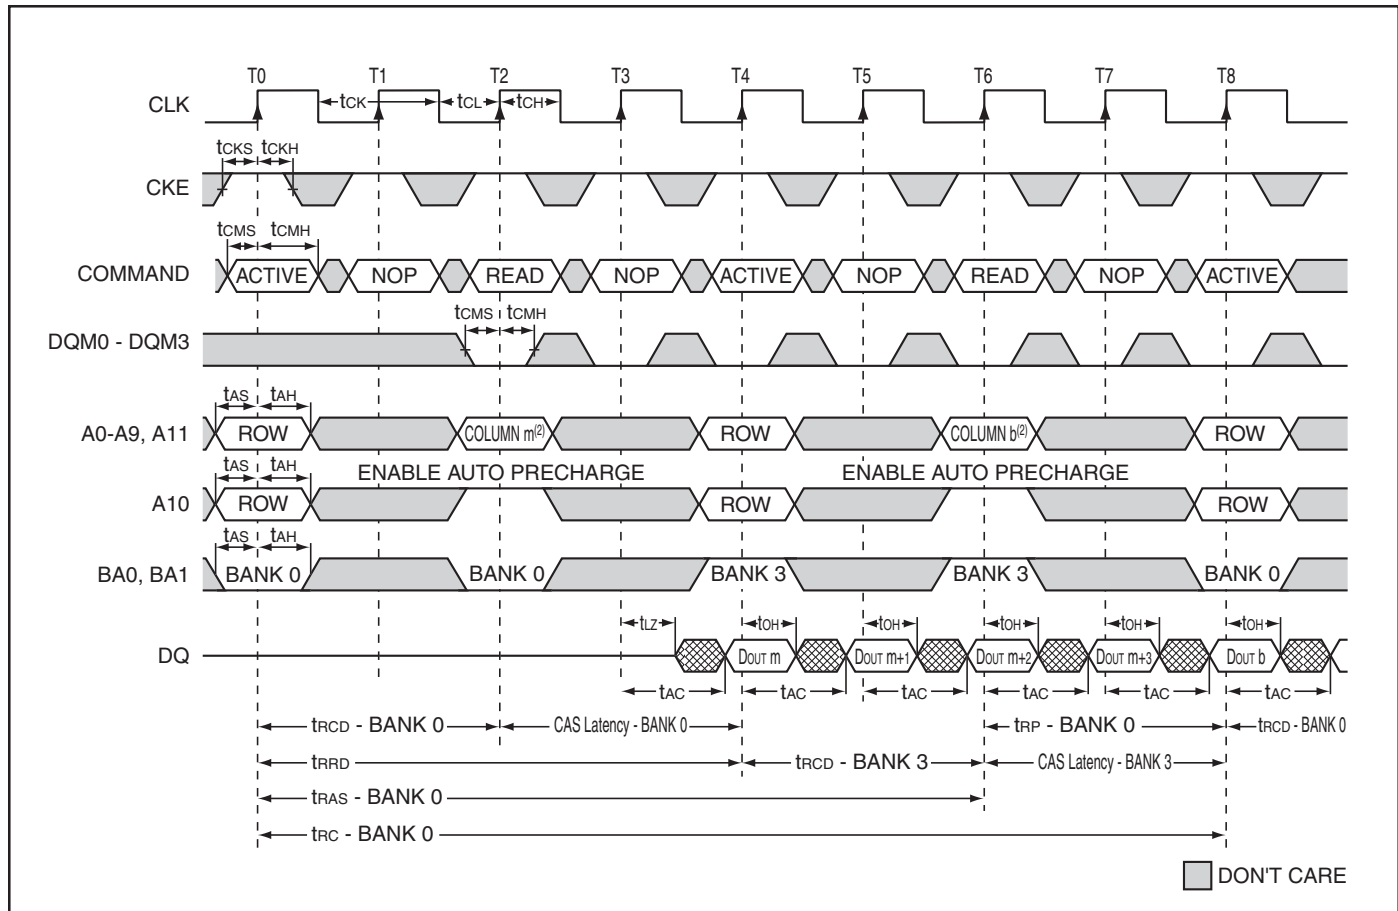 T0 T1 T2 T3 T4 T5 T6 T7 T8
CLK tCK tCL tCH
tCKS tCKH
CKE
tCMS tCMH
COMMAND ACTIVE NOP READ NOP ACTIVE NOP READ NOP ACTIVE
tCMS tCMH
DQM0 - DQM3
tAS tAH
A0-A9, A11 ROW COLUMN m(2) ROW COLUMN b(2) ROW
tAS tAH ENABLE AUTO PRECHARGE ENABLE AUTO PRECHARGE
A10 ROW ROW ROW
tAS tAH
BA0, BA1 BANK 0 BANK 0 BANK 3 BANK 3 BANK 0
tLZ tOH tOH tOH tOH tOH
DQ DOUT m DOUT m+1 DOUT m+2 DOUT m+3 DOUT b
tAC tAC tAC tAC tAC tAC
tRCD - BANK 0 CAS Latency - BANK 0 tRP - BANK 0 tRCD - BANK 0
tRRD tRCD - BANK 3 CAS Latency - BANK 3
tRAS - BANK 0
tRC - BANK 0
DON'T CARE